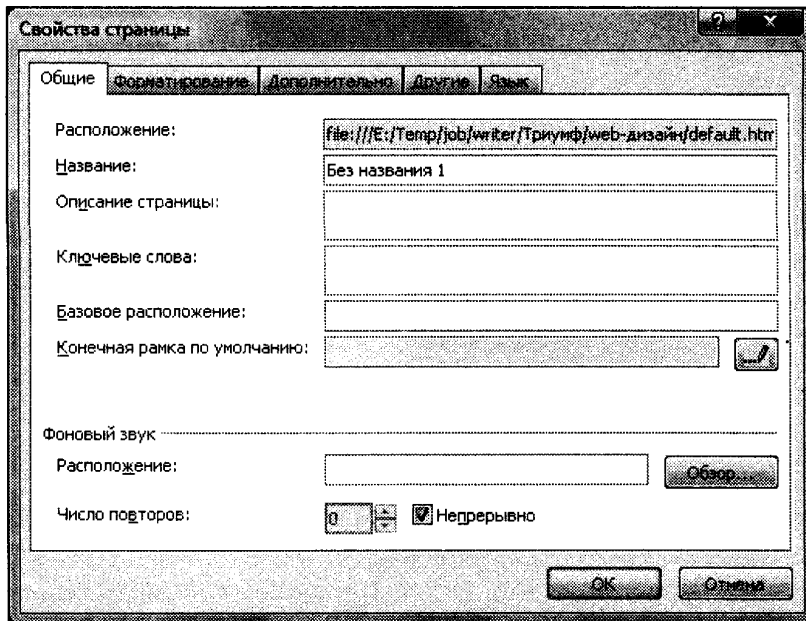 Свойства страницы
?
x
Общие Форматирование Дополнительно Другие Язык
Расположение: file:///E:/Temp/job/writer/Триумф/web-дизайн/default.htm
Название: Без названия 1
Описание страницы:
Ключевые слова:
Базовое расположение:
Конечная рамка по умолчанию:
Фоновый звук
Расположение: Обзор...
Число повторов: 0 Непрерывно
ОК Отмена